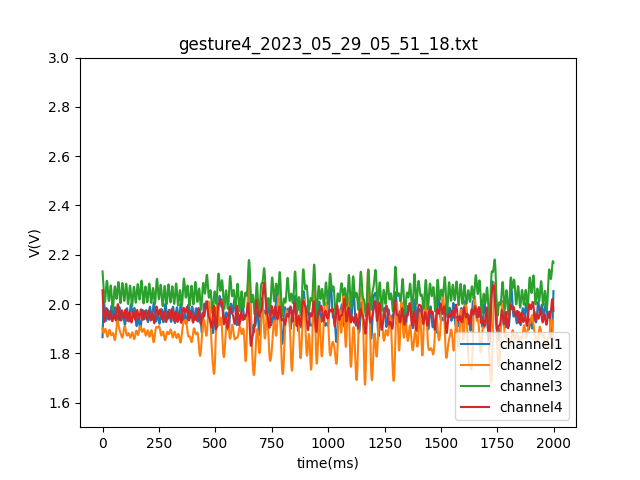 gesture4_2023_05_29_05_51_18.txt
3.0
2.8
2.6
2.4
2.2
2.0
1.8
1.6
V(V)
0 250 500 750 1000 1250 1500 1750 2000
time(ms)
channel1
channel2
channel3
channel4